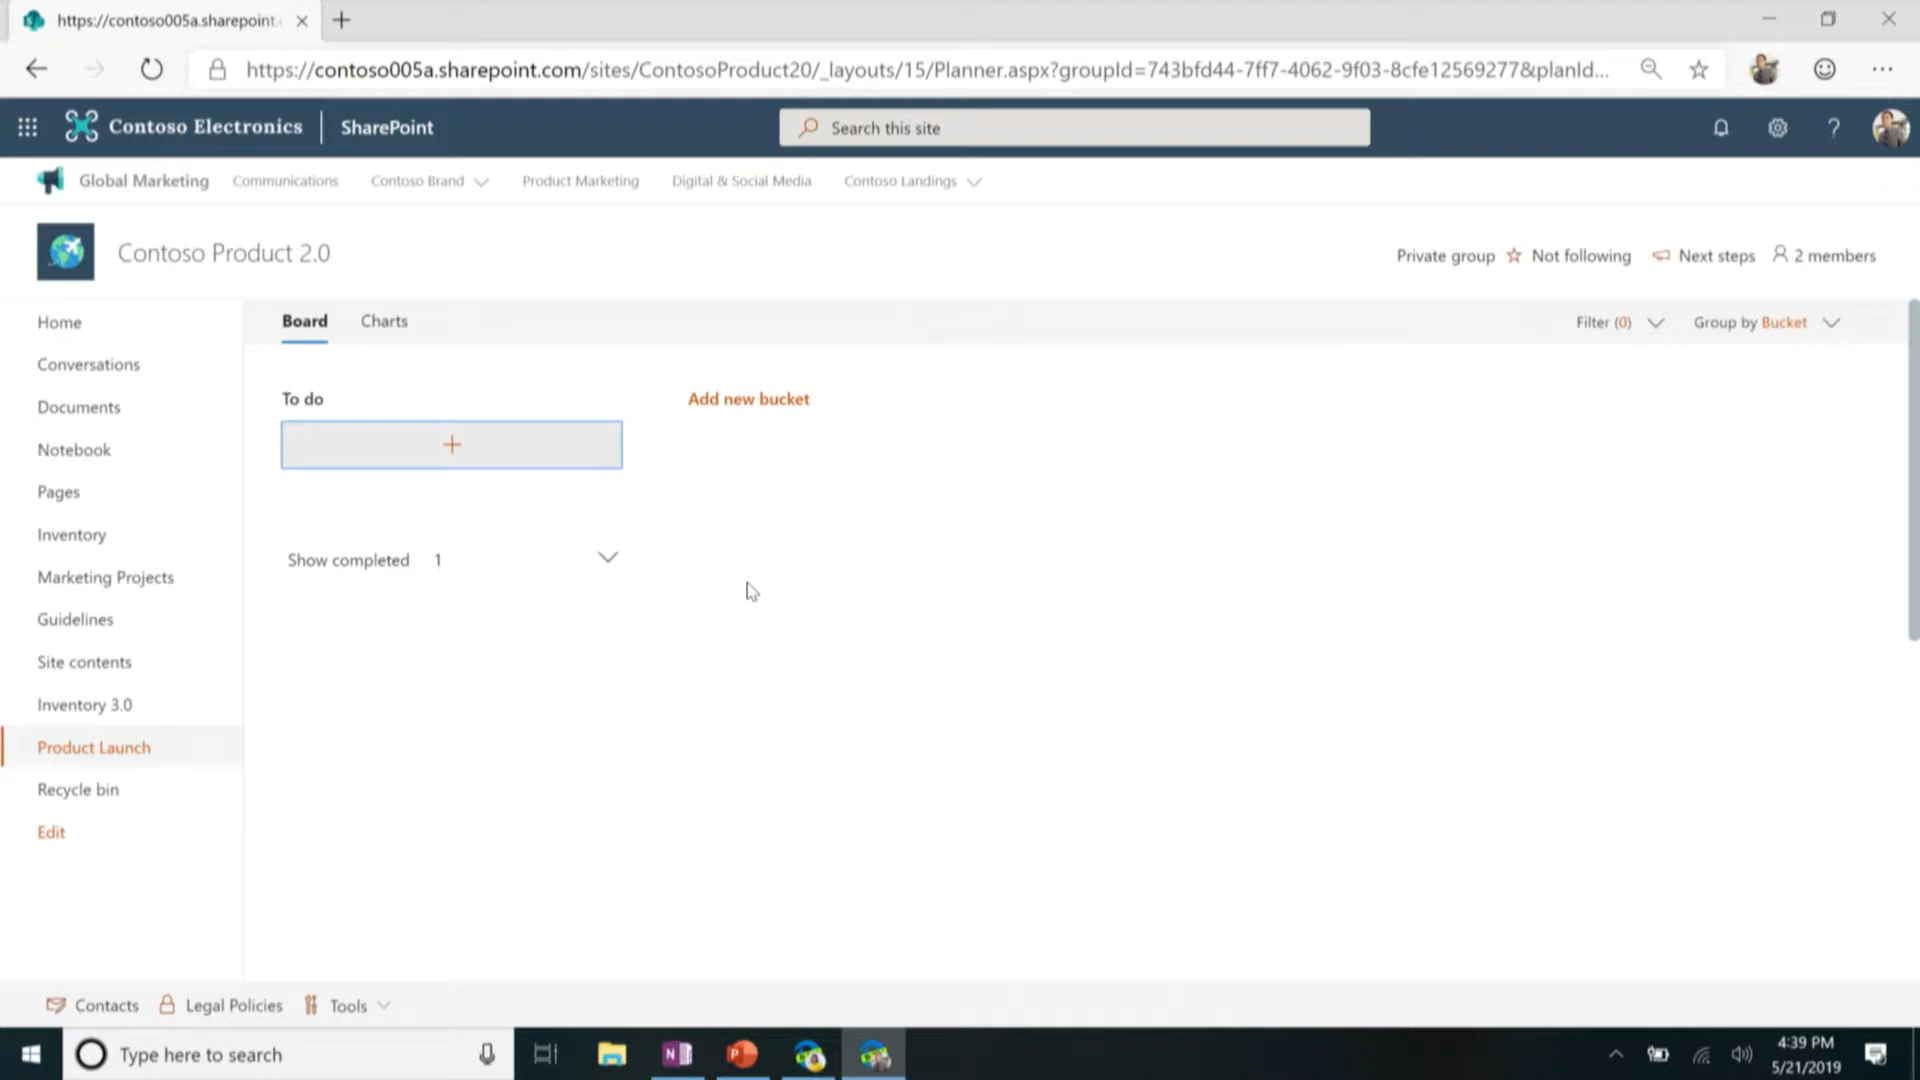 https://contoso005a.sharepoint.
https://contoso005a.sharepoint.com/sites/ContosoProduct20/_layouts/15/Planner.aspx?groupId=743bfd44-7ff7-4062-9f03-8cfe12569277&planId...
Contoso Electronics
SharePoint
Search this site
?
Global Marketing
Communications
Contoso Brand
Product Marketing
Digital & Social Media
Contoso Landings
Contoso Product 2.0
Private group
Not following
Next steps
2 members
Home
Conversations
Documents
Notebook
Pages
Inventory
Marketing Projects
Guidelines
Site contents
Inventory 3.0
Product Launch
Recycle bin
Edit
Board
Charts
Filter (0)
Group by Bucket
To do
Add new bucket
+
Show completed 1
Contacts
Legal Policies
Tools
Type here to search
N
P
4:39 PM
5/21/2019